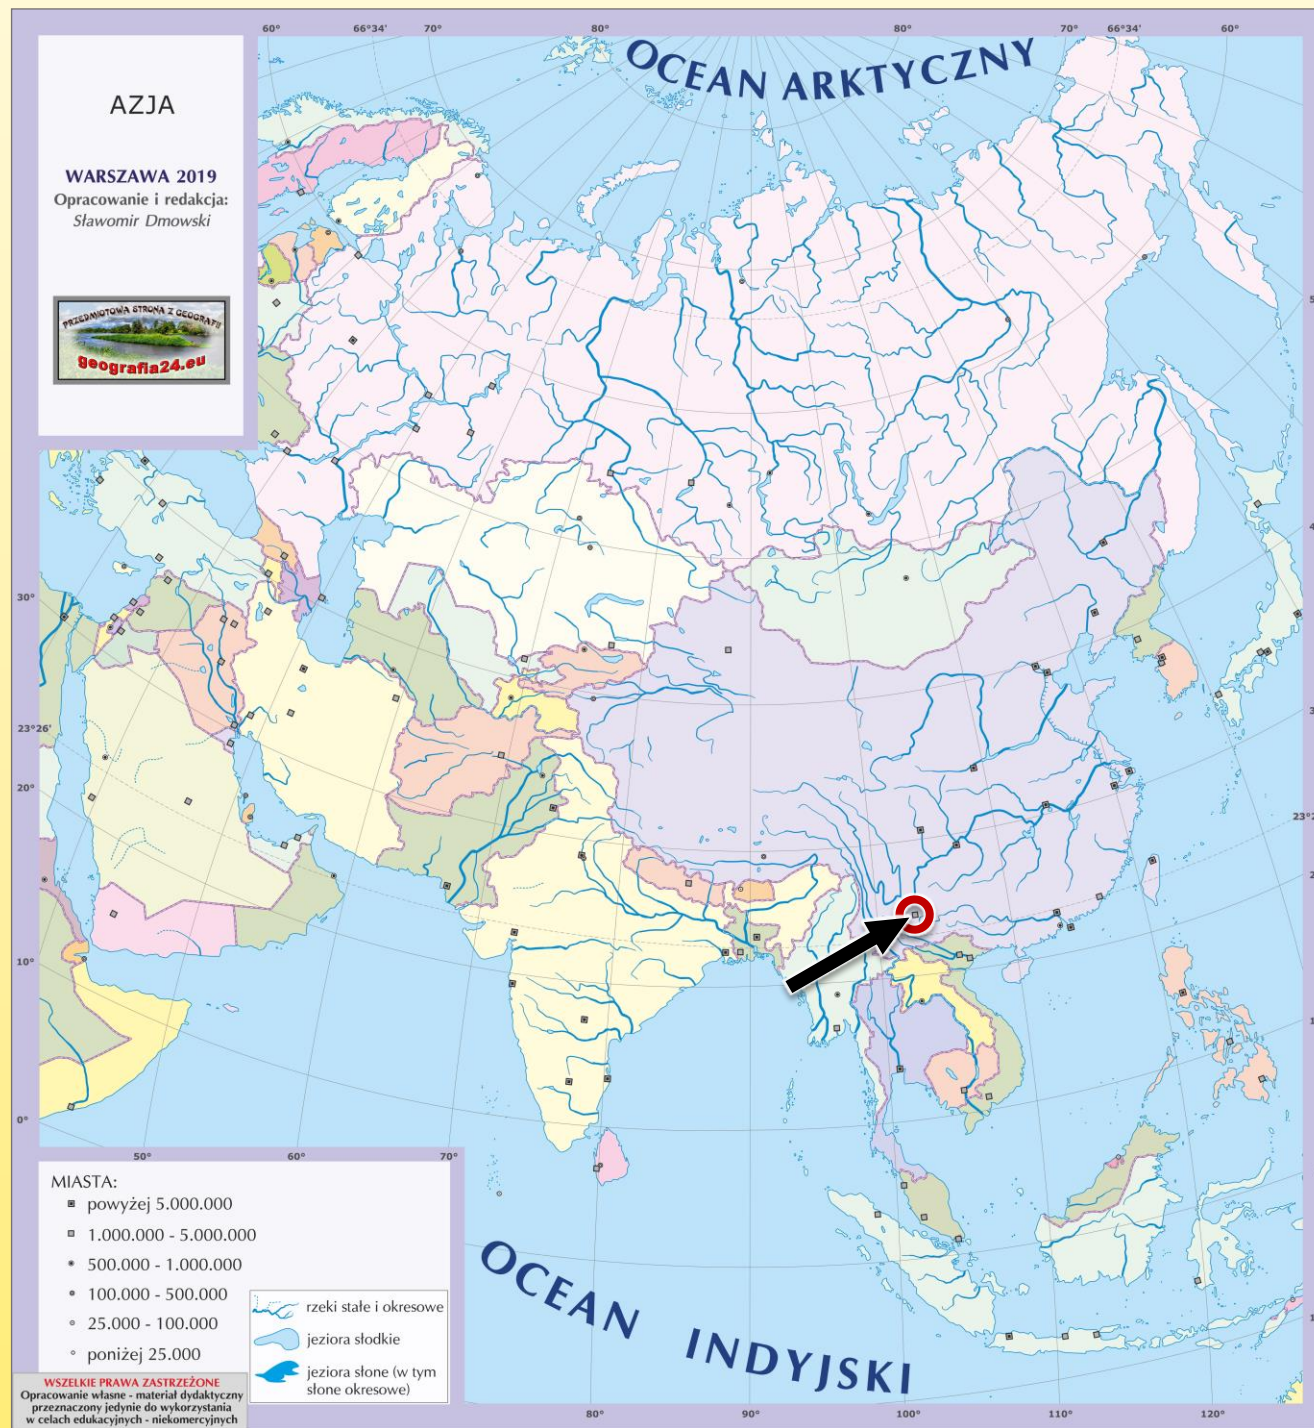 60°
66°34'
70°
80°
80°
70°
66°34'
60°
OCEAN ARKTYCZNY
AZJA
WARSZAWA 2019
Opracowanie i redakcja:
Sławomir Dmowski
PRZEDMIOTOWA STRONA Z GEOGRAFII
geografia24.eu
30°
23°26'
20°
10°
0°
50°
60°
70°
MIASTA:
powyżej 5.000.000
1.000.000 - 5.000.000
500.000 - 1.000.000
100.000 - 500.000
25.000 - 100.000
poniżej 25.000
rzeki stałe i okresowe
jeziora słodkie
jeziora słone (w tym
słone okresowe)
WSZELKIE PRAWA ZASTRZEŻONE
Opracowanie własne - materiał dydaktyczny
przeznaczony jedynie do wykorzystania
w celach edukacyjnych - niekomercyjnych
OCEAN INDYJSKI
80°
90°
100°
110°
120°